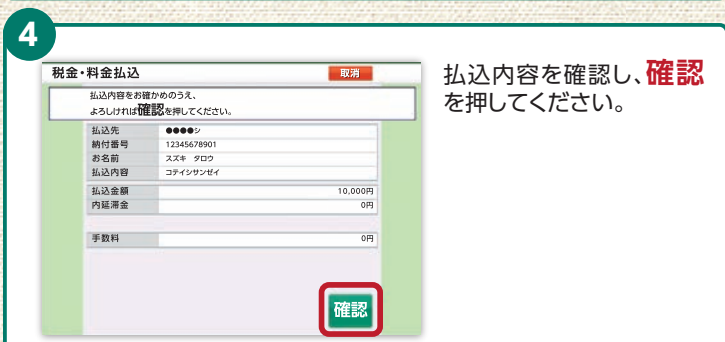 4
税金・料金払込
取消
払込内容をお確かめのうえ、
よろしければ確認を押してください。
払込先 ●●●●シ
納付番号 12345678901
お名前 スズキ タロウ
払込内容 コテイシサンゼイ
払込金額 10,000円
内延滞金 0円
手数料 0円
確認
払込内容を確認し、確認
を押してください。